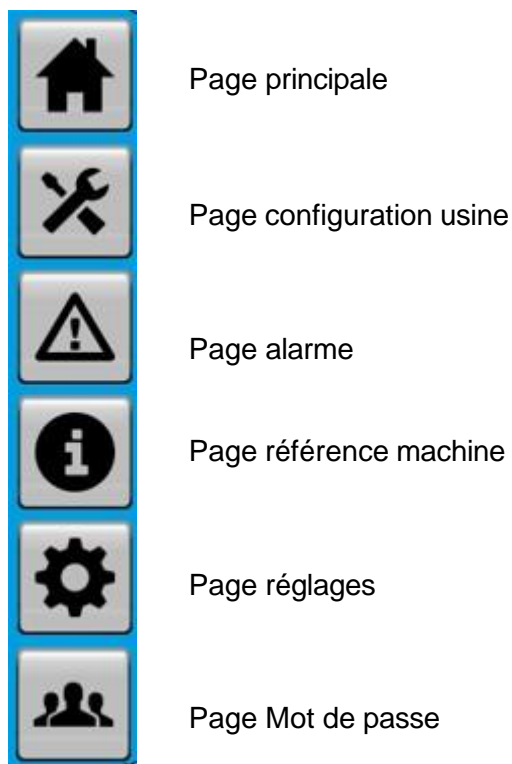 Page principale
Page configuration usine
Page alarme
Page référence machine
Page réglages
Page Mot de passe